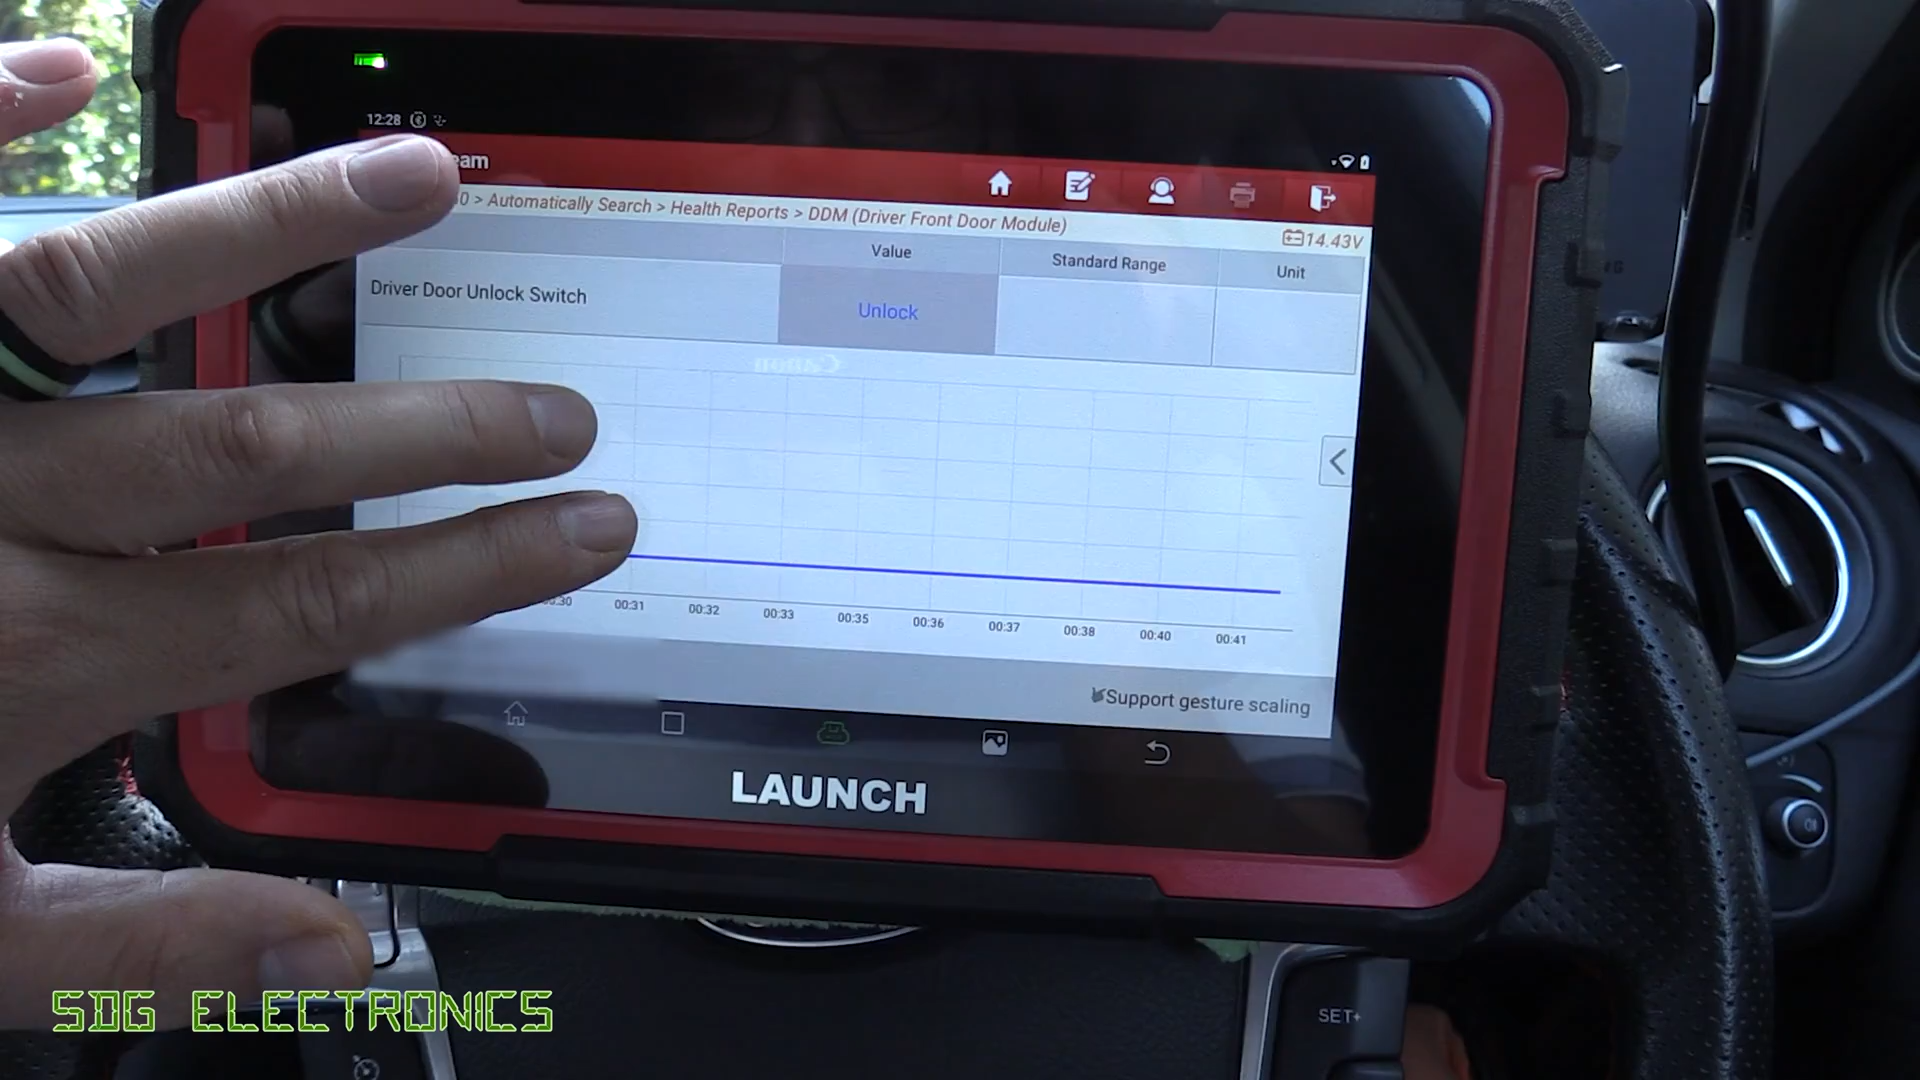 12:28
eam
60 > Automatically Search > Health Reports > DDM (Driver Front Door Module)
14.43V
Value
Standard Range
Unit
Driver Door Unlock Switch
Unlock
Canon
00:30
00:31
00:32
00:33
00:35
00:36
00:37
00:38
00:40
00:41
Support gesture scaling
LAUNCH
SET+
SDG ELECTRONICS